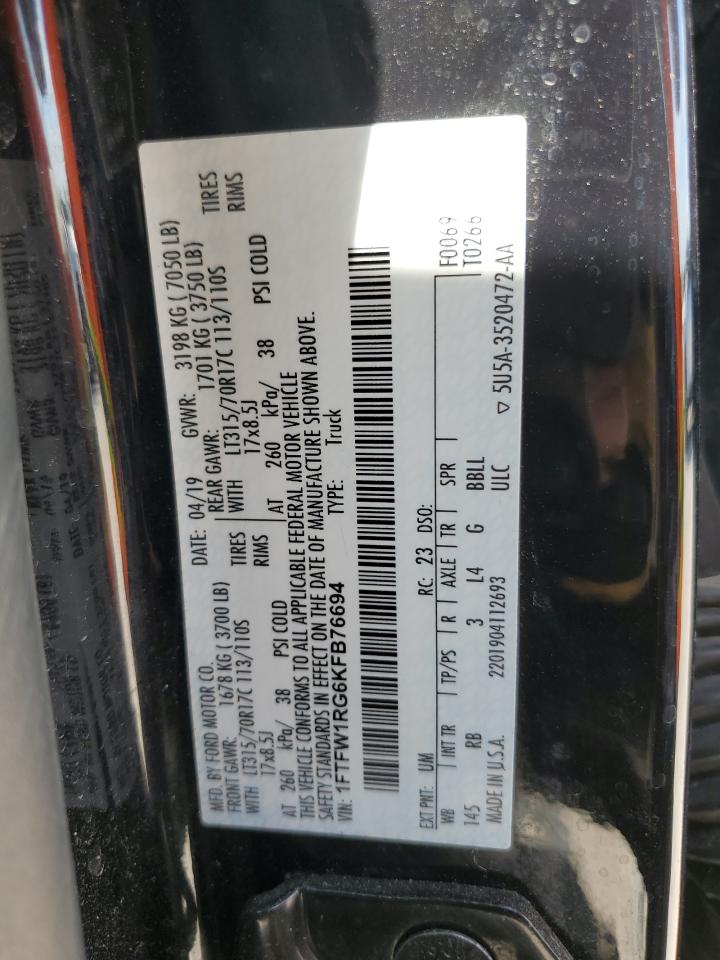 MFD. BY FORD MOTOR CO.
DATE: 04/19 GVWR: 3198 KG ( 7050 LB)
FRONT GAWR: 1678 KG ( 3700 LB) REAR GAWR: 1701 KG ( 3750 LB)
WITH LT315/70R17C 113/110S TIRES WITH LT315/70R17C 113/110S TIRES
17x8.5J RIMS 17x8.5J RIMS
AT 260 kPa/ 38 PSI COLD AT 260 kPa/ 38 PSI COLD
THIS VEHICLE CONFORMS TO ALL APPLICABLE FEDERAL MOTOR VEHICLE
SAFETY STANDARDS IN EFFECT ON THE DATE OF MANUFACTURE SHOWN ABOVE.
VIN: 1FTFW1RG6KFB76694 TYPE: Truck
F0069
EXT PNT: UM RC: 23 DSO: T0266
WB INT TR TP/PS R AXLE TR SPR
145 RB 3 L4 G BBLL
P 2201904112693 ULC
MADE IN U.S.A. ▽ 5U5A-3520472-AA